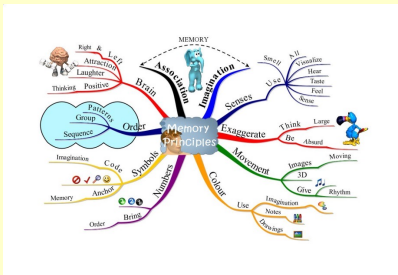 MEMORY
Memory
Principles
Association
Imagination
Brain
Right & Left
Attraction
Laughter
Thinking Positive
Order
Patterns
Group
Sequence
Symbols
Imagination Code
Memory Anchor
Numbers
Order Bring
Senses
Use All
Smell
Visualize
Hear
Taste
Feel
Sense
Exaggerate
Think Large
Be Absurd
Movement
Images Moving
3D
Give Rhythm
Colour
Use
Imagination
Notes
Drawings